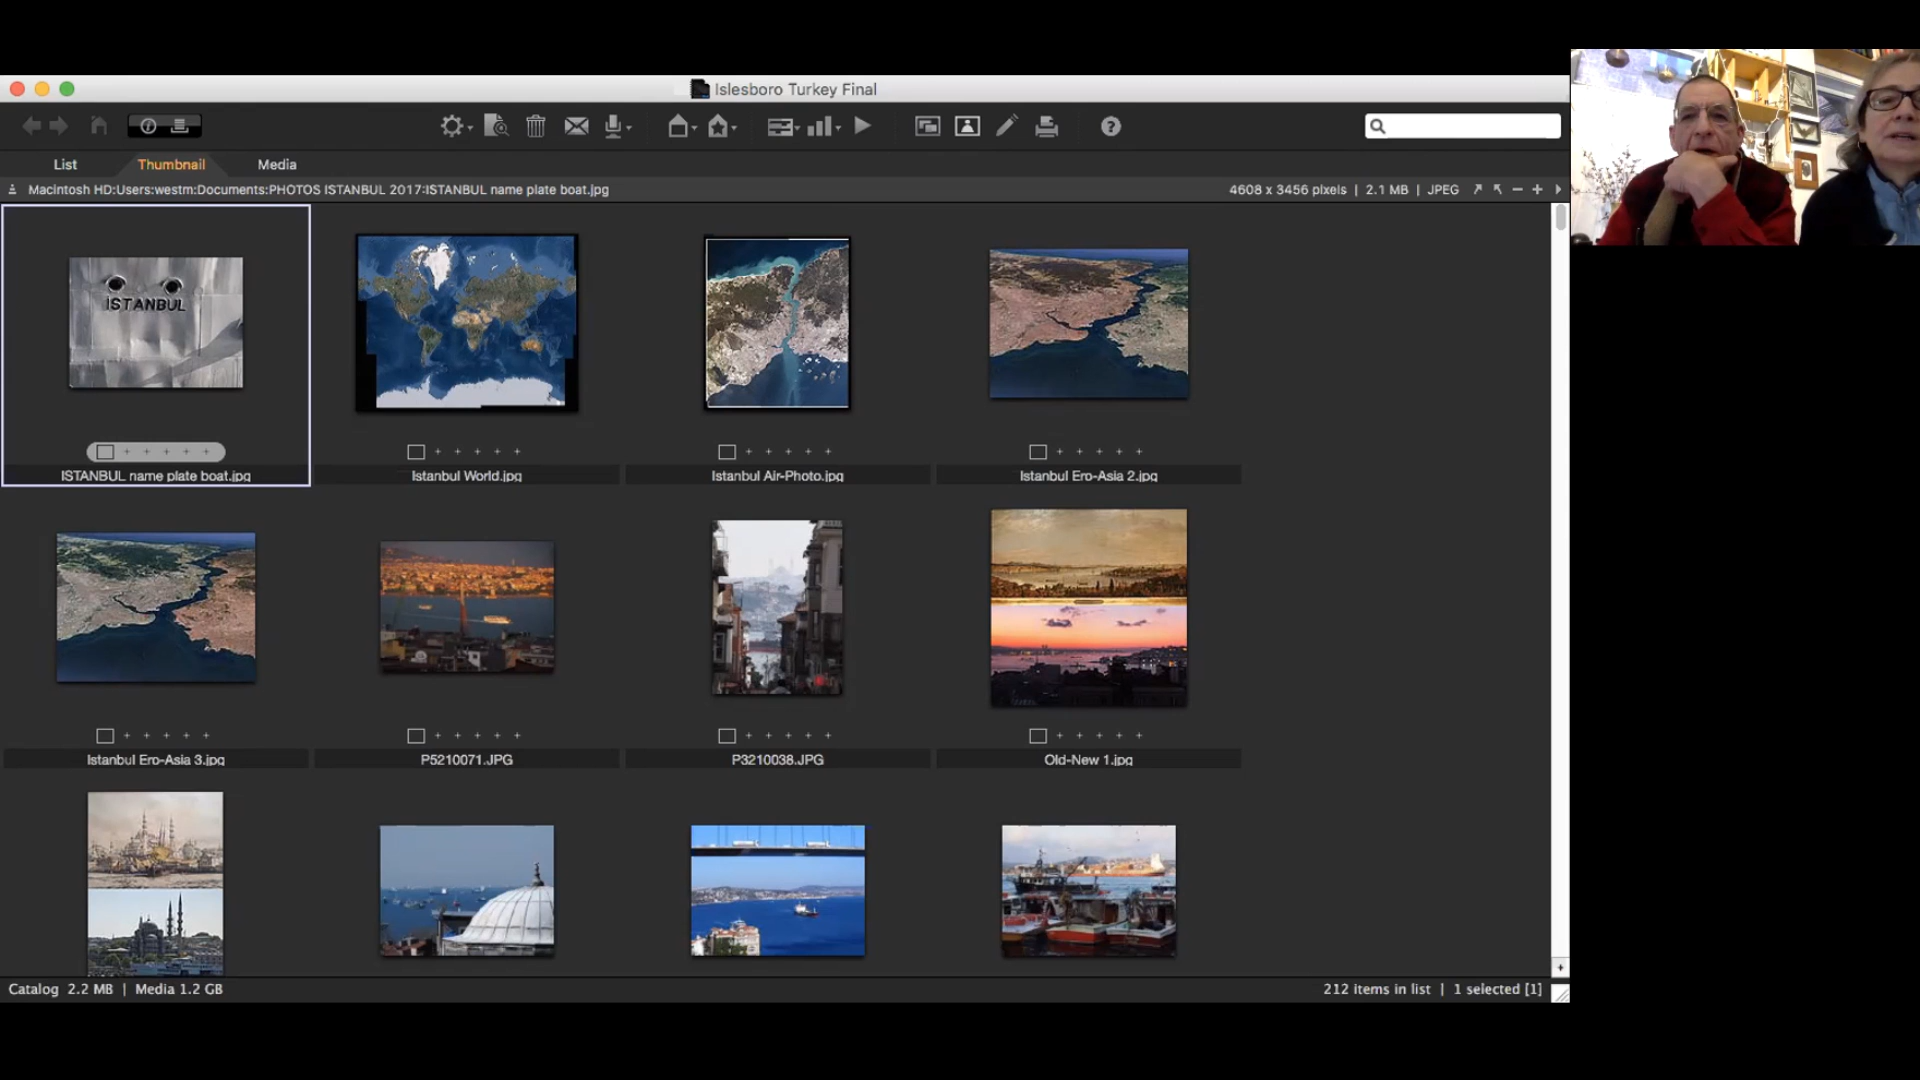 Islesboro Turkey Final
List
Thumbnail
Media
Macintosh HD:Users:westm:Documents:PHOTOS ISTANBUL 2017:ISTANBUL name plate boat.jpg
4608 x 3456 pixels | 2.1 MB | JPEG
İSTANBUL
ISTANBUL name plate boat.jpg
Istanbul World.jpg
Istanbul Air-Photo.jpg
Istanbul Ero-Asia 2.jpg
Istanbul Ero-Asia 3.jpg
P5210071.JPG
P3210038.JPG
Old-New 1.jpg
Catalog 2.2 MB | Media 1.2 GB
212 items in list | 1 selected [1]